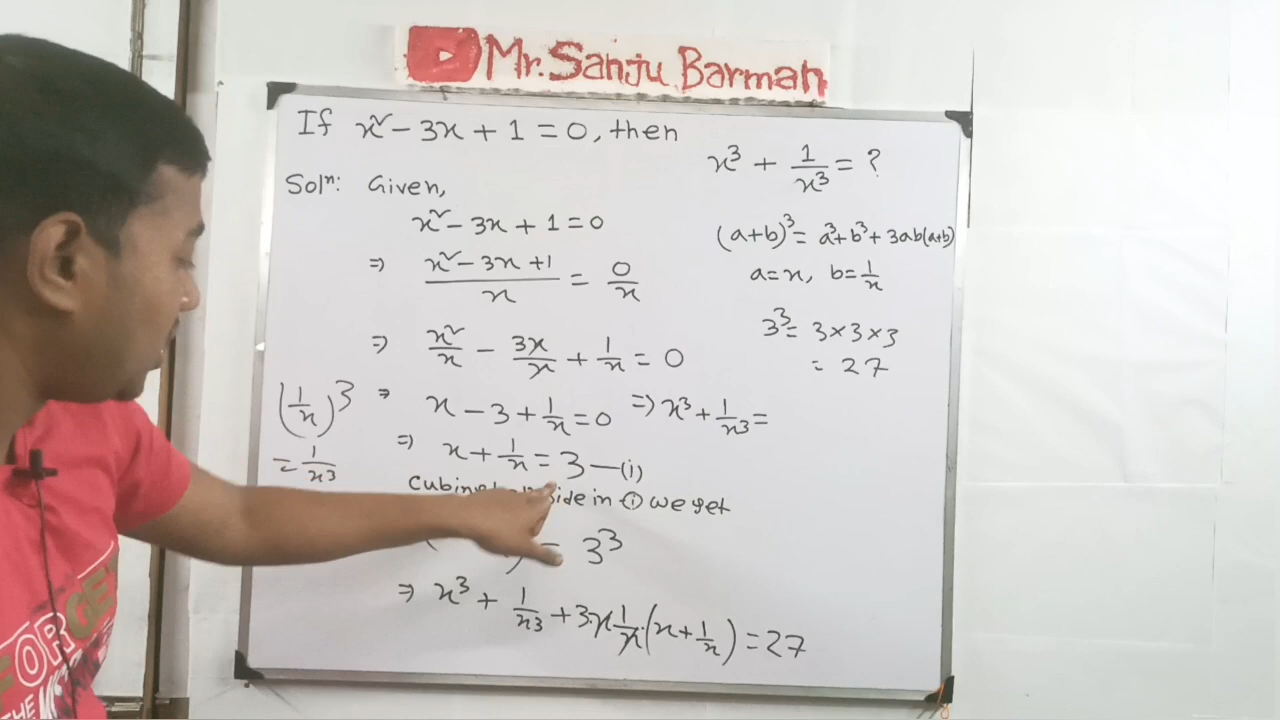 Mr. Sanju Barman
If x² - 3x + 1 = 0, then
x³ + 1/x³ = ?
Solⁿ: Given,
x² - 3x + 1 = 0
⇒ (x² - 3x + 1)/x = 0/x
⇒ x²/x - 3x/x + 1/x = 0
⇒ x - 3 + 1/x = 0
⇒ x + 1/x = 3 — (i)
Cubing side in ① we get
= 3³
⇒ x³ + 1/x³ + 3·x·1/x·(x + 1/x) = 27
(1/x)³
= 1/x³
(a+b)³ = a³+b³+3ab(a+b)
a=x, b=1/x
3³ = 3×3×3
= 27
⇒ x³ + 1/x³ =
FORGE
THE